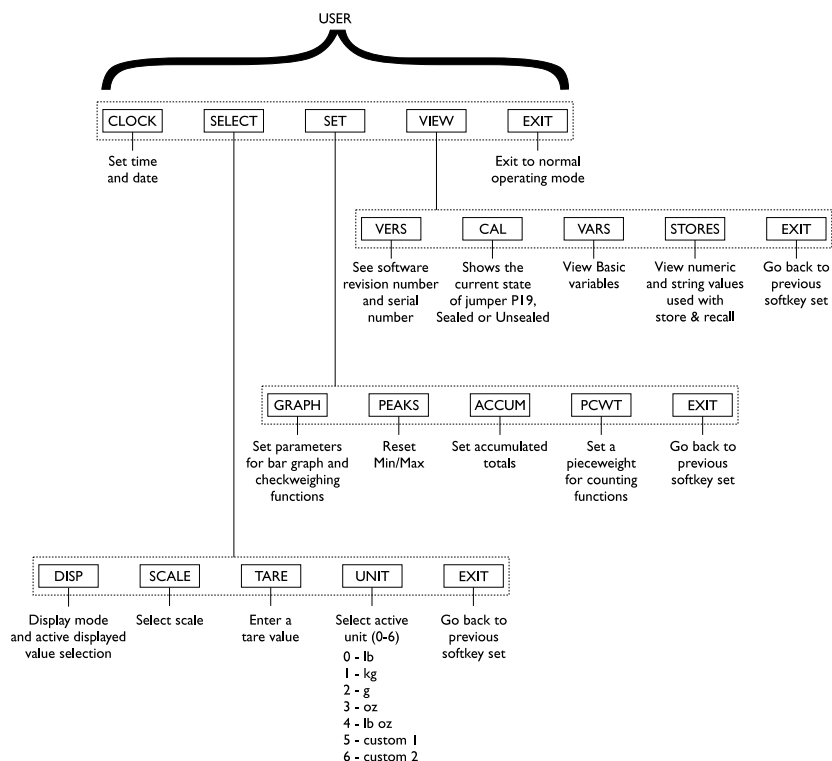 USER
CLOCK SELECT SET VIEW EXIT
Set time
and date
Exit to normal
operating mode
VERS CAL VARS STORES EXIT
See software
revision number
and serial
number
Shows the
current state
of jumper P19,
Sealed or Unsealed
View Basic
variables
View numeric
and string values
used with
store & recall
Go back to
previous
softkey set
GRAPH PEAKS ACCUM PCWT EXIT
Set parameters
for bar graph and
checkweighing
functions
Reset
Min/Max
Set accumulated
totals
Set a
pieceweight
for counting
functions
Go back to
previous
softkey set
DISP SCALE TARE UNIT EXIT
Display mode
and active displayed
value selection
Select scale
Enter a
tare value
Select active
unit (0-6)
0 - lb
1 - kg
2 - g
3 - oz
4 - lb oz
5 - custom 1
6 - custom 2
Go back to
previous
softkey set